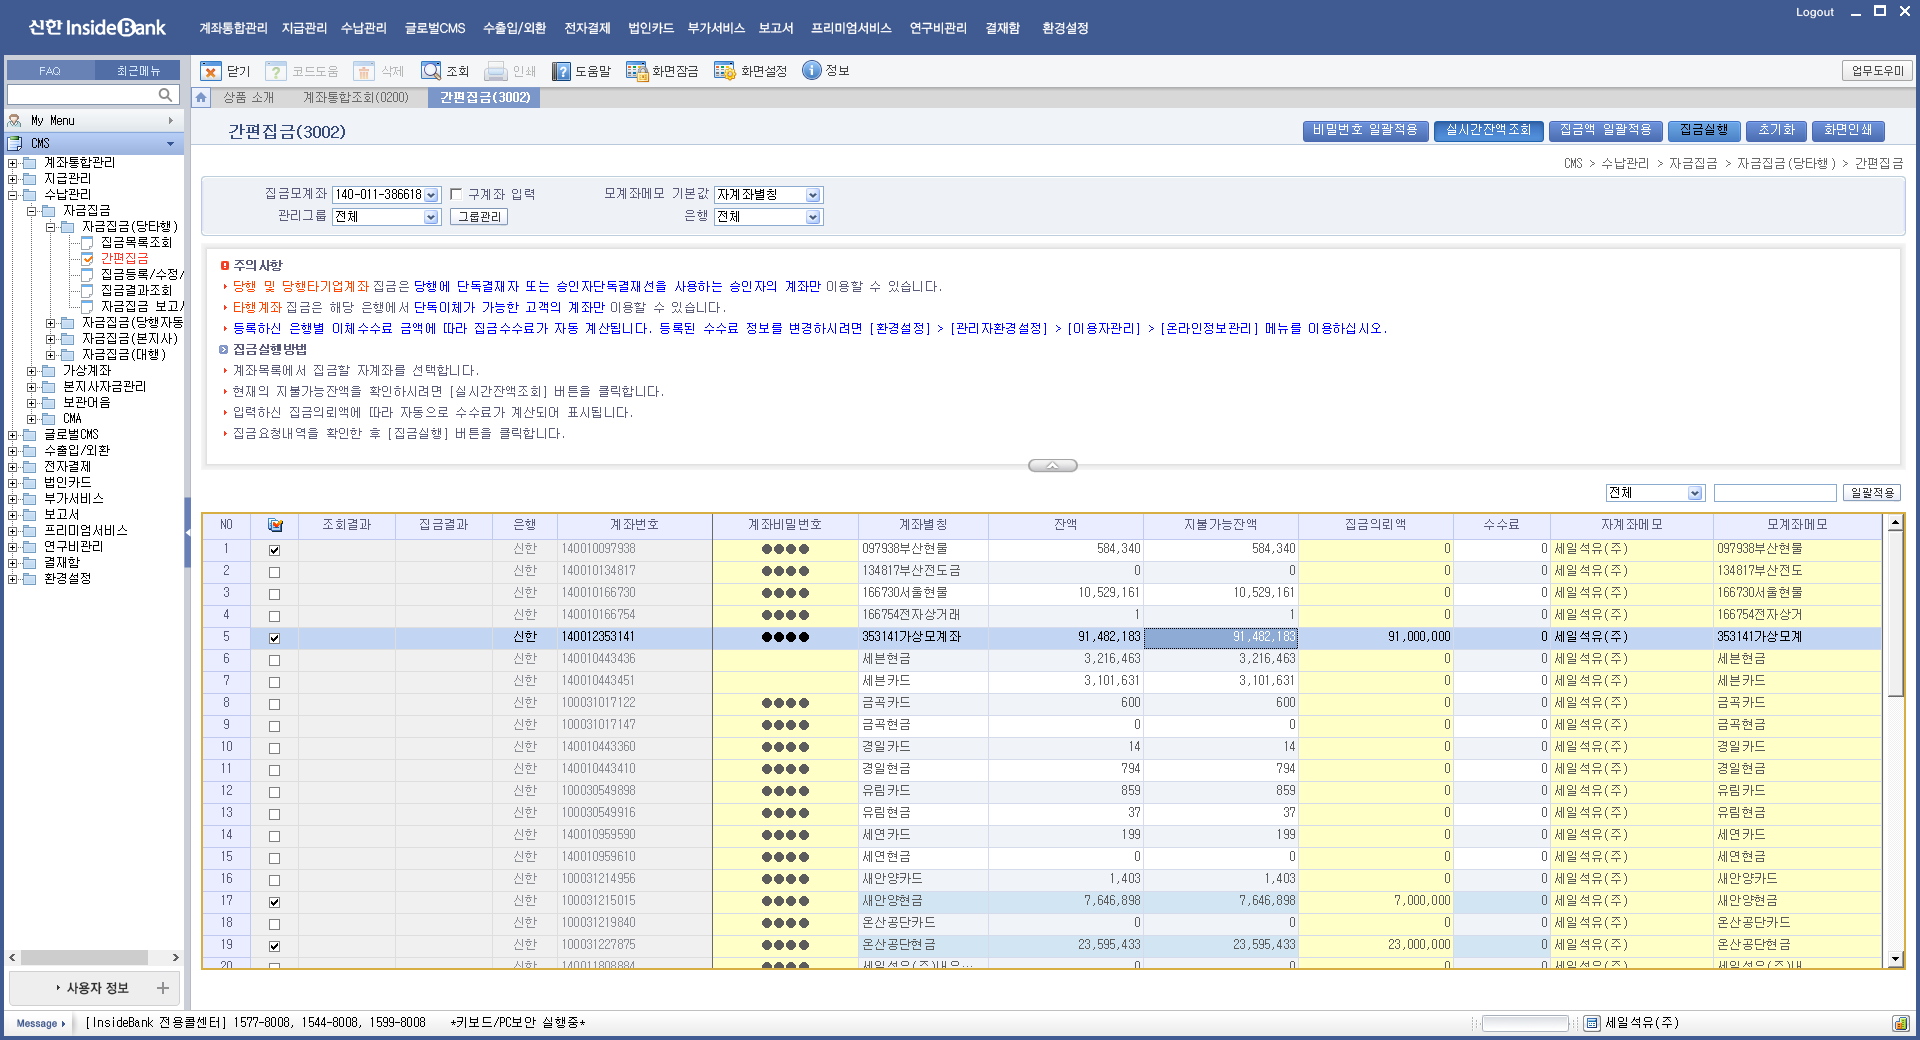 Logout
신한 InsideBank 계좌통합관리 지급관리 수납관리 글로벌CMS 수출입/외환 전자결제 법인카드 부가서비스 보고서 프리미엄서비스 연구비관리 결재함 환경설정
FAQ 최근메뉴
닫기 코드도움 삭제 조회 인쇄 도움말 화면잠금 화면설정 정보 업무도우미
상품 소개 계좌통합조회(0200) 간편집금(3002)
My Menu
CMS
계좌통합관리
지급관리
수납관리
자금집금
자금집금(당타행)
집금목록조회
간편집금
집금등록/수정/
집금결과조회
자금집금 보고서
자금집금(당행자동
자금집금(본지사)
자금집금(대행)
가상계좌
본지사자금관리
보관어음
CMA
글로벌CMS
수출입/외환
전자결제
법인카드
부가서비스
보고서
프리미엄서비스
연구비관리
결재함
환경설정
사용자 정보
간편집금(3002)
비밀번호 일괄적용 실시간잔액조회 집금액 일괄적용 집금실행 초기화 화면인쇄
CMS > 수납관리 > 자금집금 > 자금집금(당타행) > 간편집금
집금모계좌 140-011-386618 구계좌 입력 모계좌메모 기본값 자계좌별칭
관리그룹 전체 그룹관리 은행 전체
주의사항
당행 및 당행타기업계좌 집금은 당행에 단독결재자 또는 승인자단독결재선을 사용하는 승인자의 계좌만 이용할 수 있습니다.
타행계좌 집금은 해당 은행에서 단독이체가 가능한 고객의 계좌만 이용할 수 있습니다.
등록하신 은행별 이체수수료 금액에 따라 집금수수료가 자동 계산됩니다. 등록된 수수료 정보를 변경하시려면 [환경설정] > [관리자환경설정] > [이용자관리] > [온라인정보관리] 메뉴를 이용하십시오.
집금실행방법
계좌목록에서 집금할 자계좌를 선택합니다.
현재의 지불가능잔액을 확인하시려면 [실시간잔액조회] 버튼을 클릭합니다.
입력하신 집금의뢰액에 따라 자동으로 수수료가 계산되어 표시됩니다.
집금요청내역을 확인한 후 [집금실행] 버튼을 클릭합니다.
전체 일괄적용
NO 조회결과 집금결과 은행 계좌번호 계좌비밀번호 계좌별칭 잔액 지불가능잔액 집금의뢰액 수수료 자계좌메모 모계좌메모
1 신한 140010097938 ●●●● 097938부산현물 584,340 584,340 0 0 세일석유(주) 097938부산현물
2 신한 140010134817 ●●●● 134817부산전도금 0 0 0 0 세일석유(주) 134817부산전도
3 신한 140010166730 ●●●● 166730서울현물 10,529,161 10,529,161 0 0 세일석유(주) 166730서울현물
4 신한 140010166754 ●●●● 166754전자상거래 1 1 0 0 세일석유(주) 166754전자상거
5 신한 140012353141 ●●●● 353141가상모계좌 91,482,183 91,482,183 91,000,000 0 세일석유(주) 353141가상모계
6 신한 140010443436 세븐현금 3,216,463 3,216,463 0 0 세일석유(주) 세븐현금
7 신한 140010443451 세븐카드 3,101,631 3,101,631 0 0 세일석유(주) 세븐카드
8 신한 100031017122 ●●●● 금곡카드 600 600 0 0 세일석유(주) 금곡카드
9 신한 100031017147 ●●●● 금곡현금 0 0 0 0 세일석유(주) 금곡현금
10 신한 140010443360 ●●●● 경일카드 14 14 0 0 세일석유(주) 경일카드
11 신한 140010443410 ●●●● 경일현금 794 794 0 0 세일석유(주) 경일현금
12 신한 100030549898 ●●●● 유림카드 859 859 0 0 세일석유(주) 유림카드
13 신한 100030549916 ●●●● 유림현금 37 37 0 0 세일석유(주) 유림현금
14 신한 140010959590 ●●●● 세연카드 199 199 0 0 세일석유(주) 세연카드
15 신한 140010959610 ●●●● 세연현금 0 0 0 0 세일석유(주) 세연현금
16 신한 100031214956 ●●●● 새안양카드 1,403 1,403 0 0 세일석유(주) 새안양카드
17 신한 100031215015 ●●●● 새안양현금 7,646,898 7,646,898 7,000,000 0 세일석유(주) 새안양현금
18 신한 100031219840 ●●●● 온산공단카드 0 0 0 0 세일석유(주) 온산공단카드
19 신한 100031227875 ●●●● 온산공단현금 23,595,433 23,595,433 23,000,000 0 세일석유(주) 온산공단현금
20 신한 140011808884 ●●●● 0 0 0 0 세일석유(주)
Message [InsideBank 전용콜센터] 1577-8008, 1544-8008, 1599-8008 *키보드/PC보안 실행중* 세일석유(주)